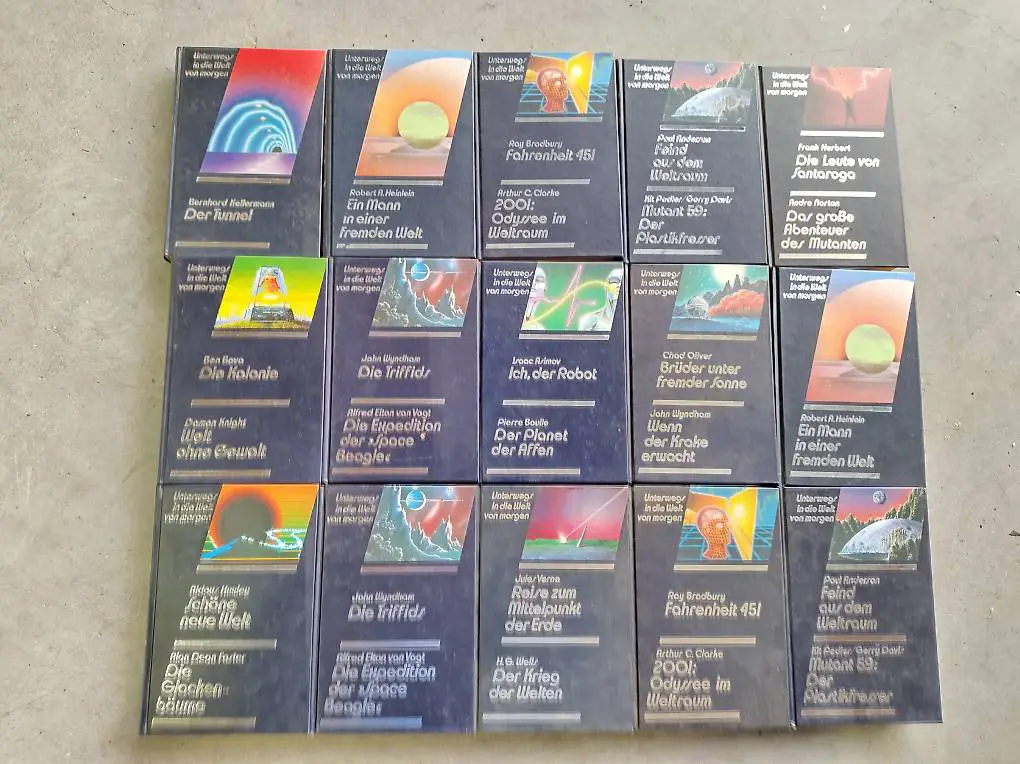 Unterwegs
in die Welt
von morgen
Bernhard Kellermann
Der Tunnel
Unterwegs
in die Welt
von morgen
Robert A. Heinlein
Ein Mann
in einer
fremden Welt
Unterwegs
in die Welt
von morgen
Ray Bradbury
Fahrenheit 451
Arthur C. Clarke
2001:
Odyssee im
Weltraum
Unterwegs
in die Welt
von morgen
Poul Anderson
Feind
aus dem
Weltraum
Kit Pedler/Gerry Davis
Mutant 59:
Der
Plastikfresser
Unterwegs
in die Welt
von morgen
Frank Herbert
Die Leute von
Santaroga
Andre Norton
Das große
Abenteuer
des Mutanten
Unterwegs
in die Welt
von morgen
Ben Bova
Die Kolonie
Damon Knight
Welt
ohne Gewalt
Unterwegs
in die Welt
von morgen
John Wyndham
Die Triffids
Alfred Elton van Vogt
Die Expedition
der »Space
Beagle«
Unterwegs
in die Welt
von morgen
Isaac Asimov
Ich, der Robot
Pierre Boulle
Der Planet
der Affen
Unterwegs
in die Welt
von morgen
Chad Oliver
Brüder unter
fremder Sonne
John Wyndham
Wenn
der Krake
erwacht
Unterwegs
in die Welt
von morgen
Robert A. Heinlein
Ein Mann
in einer
fremden Welt
Unterwegs
in die Welt
von morgen
Aldous Huxley
Schöne
neue Welt
Alan Dean Foster
Die
Glocken-
bäume
Unterwegs
in die Welt
von morgen
John Wyndham
Die Triffids
Alfred Elton van Vogt
Die Expedition
der »Space
Beagle«
Unterwegs
in die Welt
von morgen
Jules Verne
Reise zum
Mittelpunkt
der Erde
H.G. Wells
Der Krieg
der Welten
Unterwegs
in die Welt
von morgen
Ray Bradbury
Fahrenheit 451
Arthur C. Clarke
2001:
Odyssee im
Weltraum
Unterwegs
in die Welt
von morgen
Poul Anderson
Feind
aus dem
Weltraum
Kit Pedler/Gerry Davis
Mutant 59:
Der
Plastikfresser